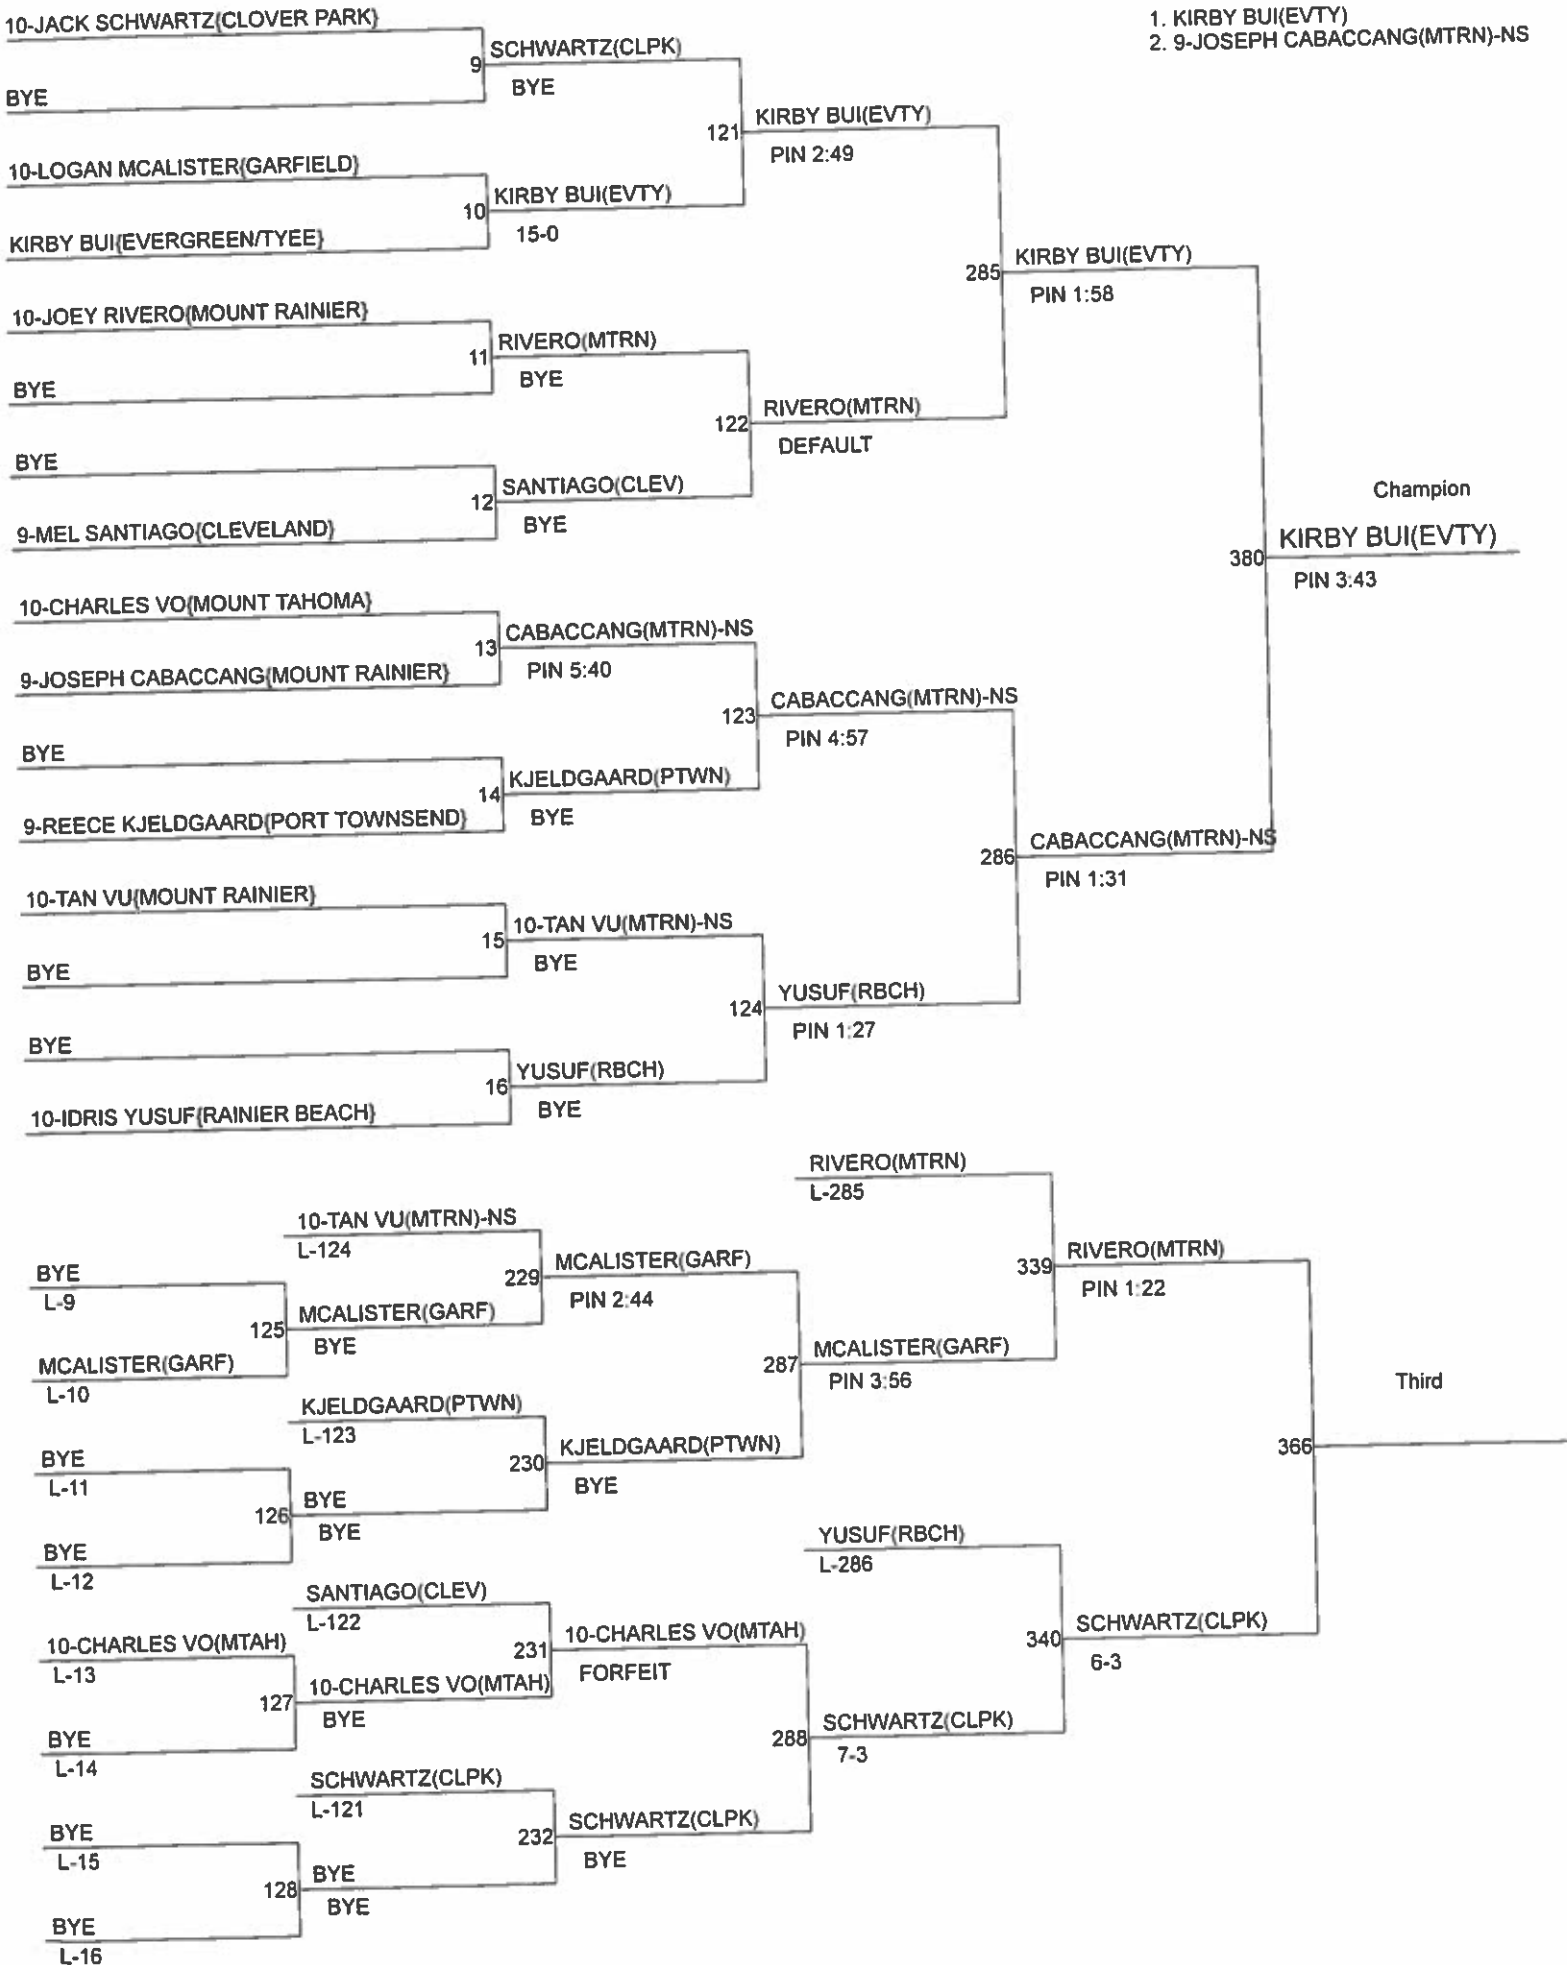 1. KIRBY BUI(EVTY)
2. 9-JOSEPH CABACCANG(MTRN)-NS
10-JACK SCHWARTZ{CLOVER PARK}
9
SCHWARTZ(CLPK)
BYE
BYE
121
KIRBY BUI(EVTY)
PIN 2:49
10-LOGAN MCALISTER{GARFIELD}
10
KIRBY BUI(EVTY)
15-0
KIRBY BUI{EVERGREEN/TYEE}
285
KIRBY BUI(EVTY)
PIN 1:58
10-JOEY RIVERO{MOUNT RAINIER}
11
RIVERO(MTRN)
BYE
BYE
122
RIVERO(MTRN)
DEFAULT
BYE
12
SANTIAGO(CLEV)
BYE
9-MEL SANTIAGO{CLEVELAND}
Champion
380
KIRBY BUI(EVTY)
PIN 3:43
10-CHARLES VO{MOUNT TAHOMA}
13
CABACCANG(MTRN)-NS
PIN 5:40
9-JOSEPH CABACCANG{MOUNT RAINIER}
123
CABACCANG(MTRN)-NS
PIN 4:57
BYE
14
KJELDGAARD(PTWN)
BYE
9-REECE KJELDGAARD{PORT TOWNSEND}
286
CABACCANG(MTRN)-NS
PIN 1:31
10-TAN VU{MOUNT RAINIER}
15
10-TAN VU(MTRN)-NS
BYE
BYE
124
YUSUF(RBCH)
PIN 1:27
BYE
16
YUSUF(RBCH)
BYE
10-IDRIS YUSUF{RAINIER BEACH}
RIVERO(MTRN)
L-285
10-TAN VU(MTRN)-NS
L-124
229
MCALISTER(GARF)
PIN 2:44
339
RIVERO(MTRN)
PIN 1:22
BYE
L-9
125
MCALISTER(GARF)
BYE
MCALISTER(GARF)
L-10
287
MCALISTER(GARF)
PIN 3:56
Third
KJELDGAARD(PTWN)
L-123
230
KJELDGAARD(PTWN)
BYE
366
BYE
L-11
126
BYE
BYE
BYE
L-12
YUSUF(RBCH)
L-286
SANTIAGO(CLEV)
L-122
231
10-CHARLES VO(MTAH)
FORFEIT
340
SCHWARTZ(CLPK)
6-3
10-CHARLES VO(MTAH)
L-13
127
10-CHARLES VO(MTAH)
BYE
BYE
L-14
288
SCHWARTZ(CLPK)
7-3
SCHWARTZ(CLPK)
L-121
232
SCHWARTZ(CLPK)
BYE
BYE
L-15
128
BYE
BYE
BYE
L-16